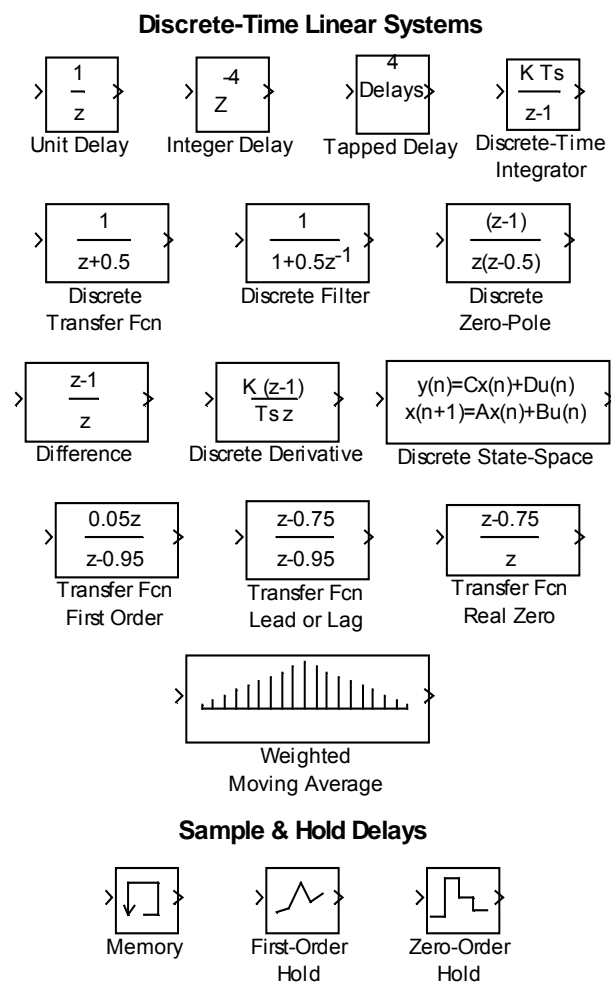 Discrete-Time Linear Systems
1
z
Unit Delay
-4
Z
Integer Delay
4
Delays
Tapped Delay
K Ts
z-1
Discrete-Time
Integrator
1
z+0.5
Discrete
Transfer Fcn
1
1+0.5z-1
Discrete Filter
(z-1)
z(z-0.5)
Discrete
Zero-Pole
z-1
z
Difference
K (z-1)
Ts z
Discrete Derivative
y(n)=Cx(n)+Du(n)
x(n+1)=Ax(n)+Bu(n)
Discrete State-Space
0.05z
z-0.95
Transfer Fcn
First Order
z-0.75
z-0.95
Transfer Fcn
Lead or Lag
z-0.75
z
Transfer Fcn
Real Zero
Weighted
Moving Average
Sample & Hold Delays
Memory
First-Order
Hold
Zero-Order
Hold